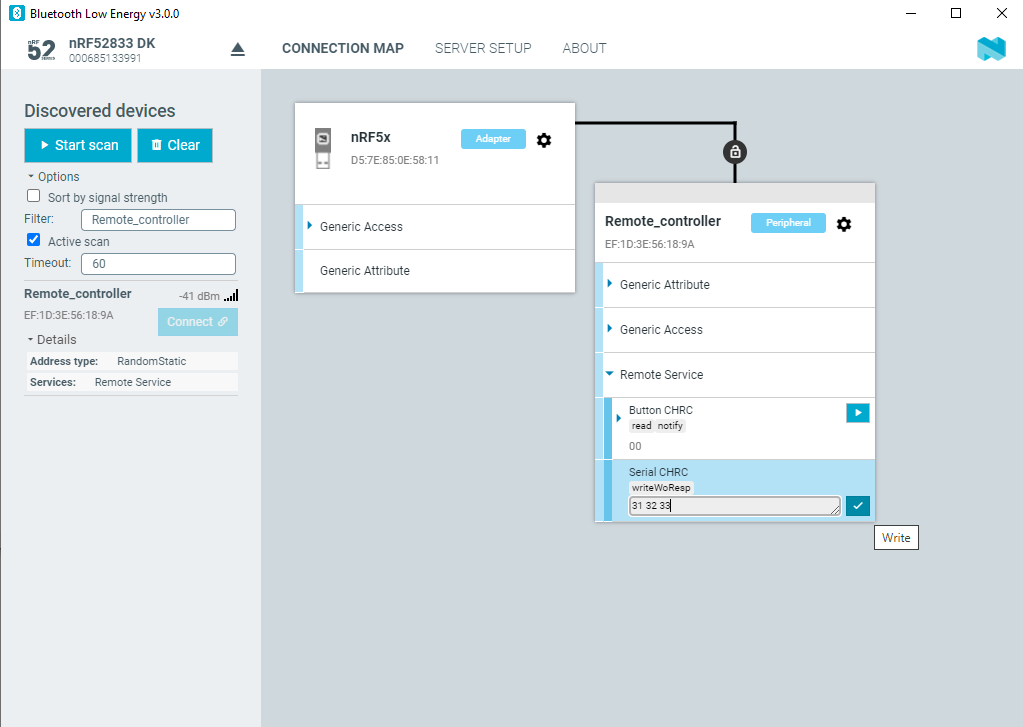 Bluetooth Low Energy v3.0.0
nRF 52 SERIES
nRF52833 DK
000685133991
CONNECTION MAP
SERVER SETUP
ABOUT
Discovered devices
Start scan
Clear
Options
Sort by signal strength
Filter: Remote_controller
Active scan
Timeout: 60
Remote_controller -41 dBm
EF:1D:3E:56:18:9A
Connect
Details
Address type: RandomStatic
Services: Remote Service
nRF5x Adapter
D5:7E:85:0E:58:11
Generic Access
Generic Attribute
Remote_controller Peripheral
EF:1D:3E:56:18:9A
Generic Attribute
Generic Access
Remote Service
Button CHRC
read notify
00
Serial CHRC
writeWoResp
31 32 33
Write